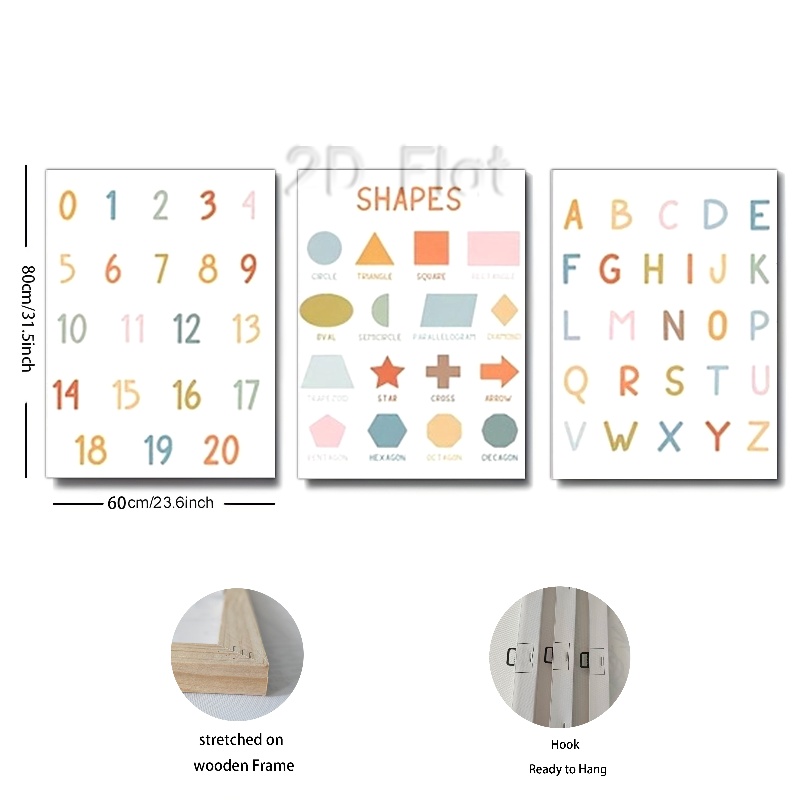 2D Flat
0 1 2 3 4
5 6 7 8 9
10 11 12 13
14 15 16 17
18 19 20
80cm/31.5inch
60cm/23.6inch
SHAPES
CIRCLE TRIANGLE SQUARE RECTANGLE
OVAL SEMICIRCLE PARALLELOGRAM DIAMOND
TRAPEZOID STAR CROSS ARROW
PENTAGON HEXAGON OCTAGON DECAGON
A B C D E
F G H I J K
L M N O P
Q R S T U
V W X Y Z
stretched on
wooden Frame
Hook
Ready to Hang